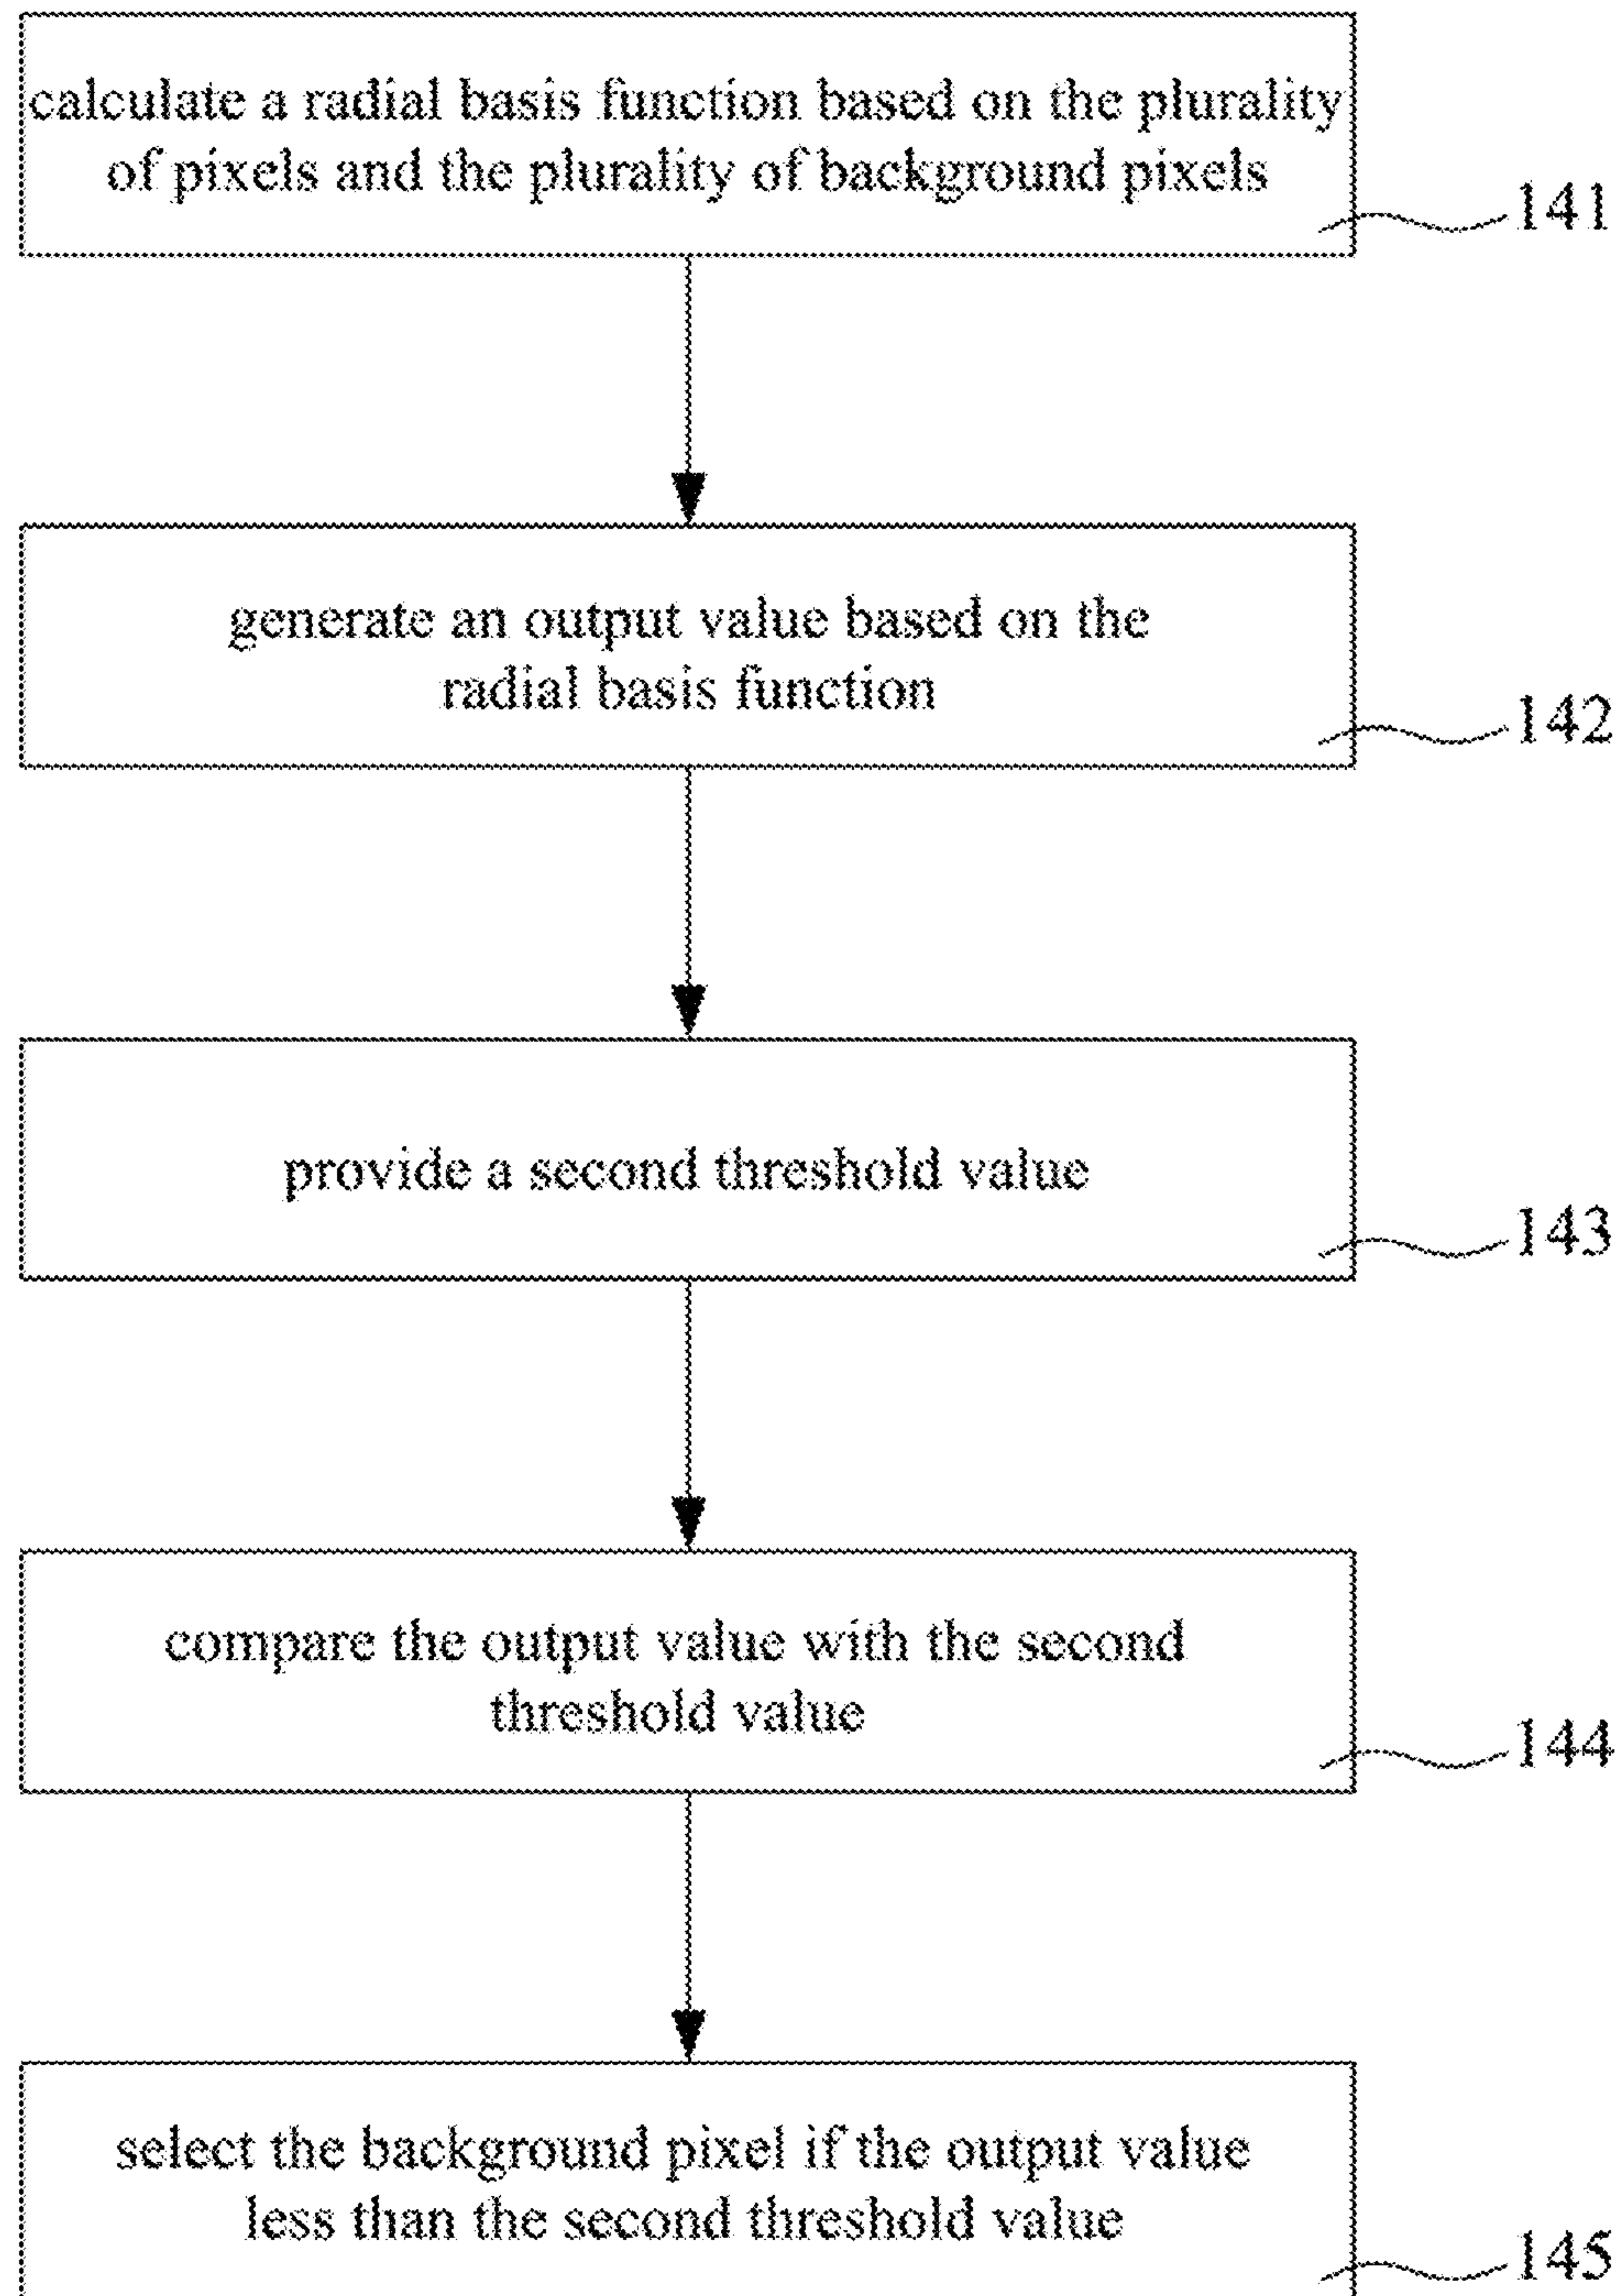 calculate a radial basis function based on the plurality
of pixels and the plurality of background pixels
141
generate an output value based on the
radial basis function
142
provide a second threshold value
143
compare the output value with the second
threshold value
144
select the background pixel if the output value
less than the second threshold value
145